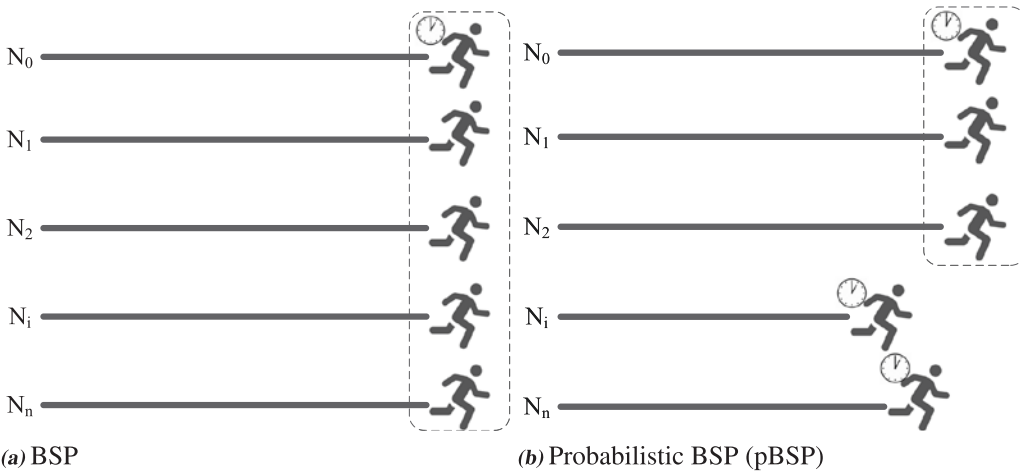 N0
N1
N2
Ni
Nn
(a) BSP
N0
N1
N2
Ni
Nn
(b) Probabilistic BSP (pBSP)